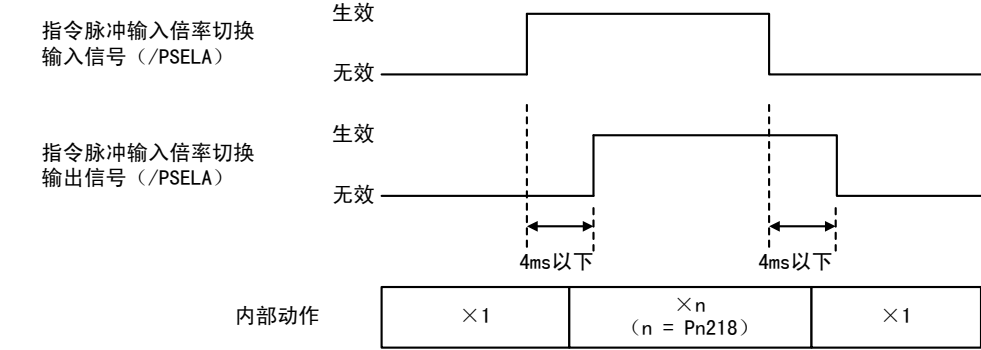 生效
指令脉冲输入倍率切换
输入信号（/PSELA）
无效
生效
指令脉冲输入倍率切换
输出信号（/PSELA）
无效
4ms以下
4ms以下
内部动作
×1
×n
（n = Pn218）
×1